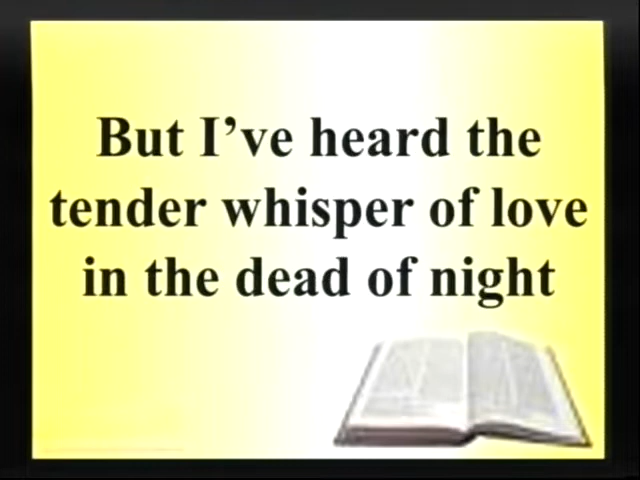 But I’ve heard the
tender whisper of love
in the dead of night